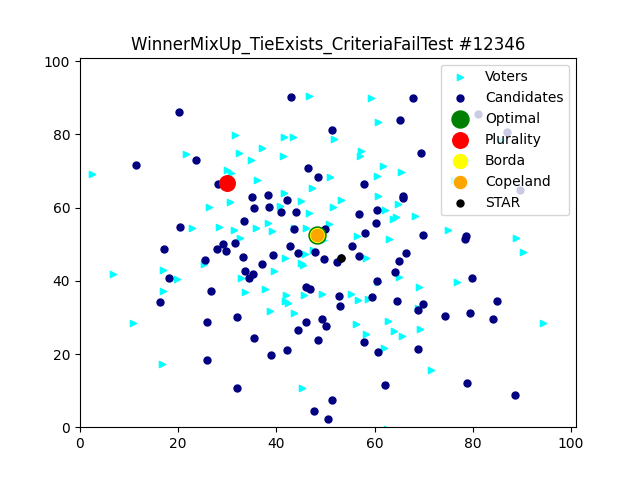 WinnerMixUp_TieExists_CriteriaFailTest #12346
100
80
60
40
20
0
0
20
40
60
80
100
Voters
Candidates
Optimal
Plurality
Borda
Copeland
STAR